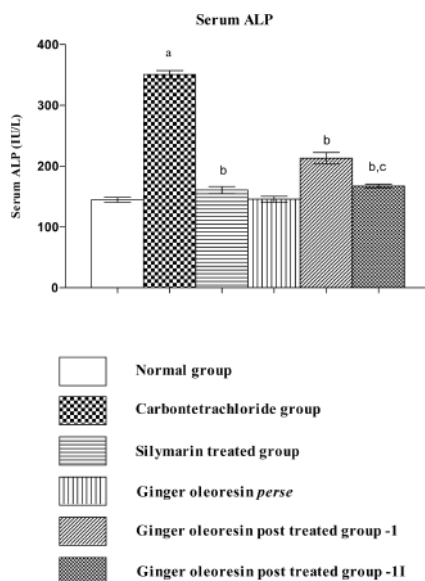 Serum ALP
Serum ALP (IU/L)
400
300
200
100
0
a
b
b
b,c
Normal group
Carbontetrachloride group
Silymarin treated group
Ginger oleoresin perse
Ginger oleoresin post treated group -1
Ginger oleoresin post treated group -1I